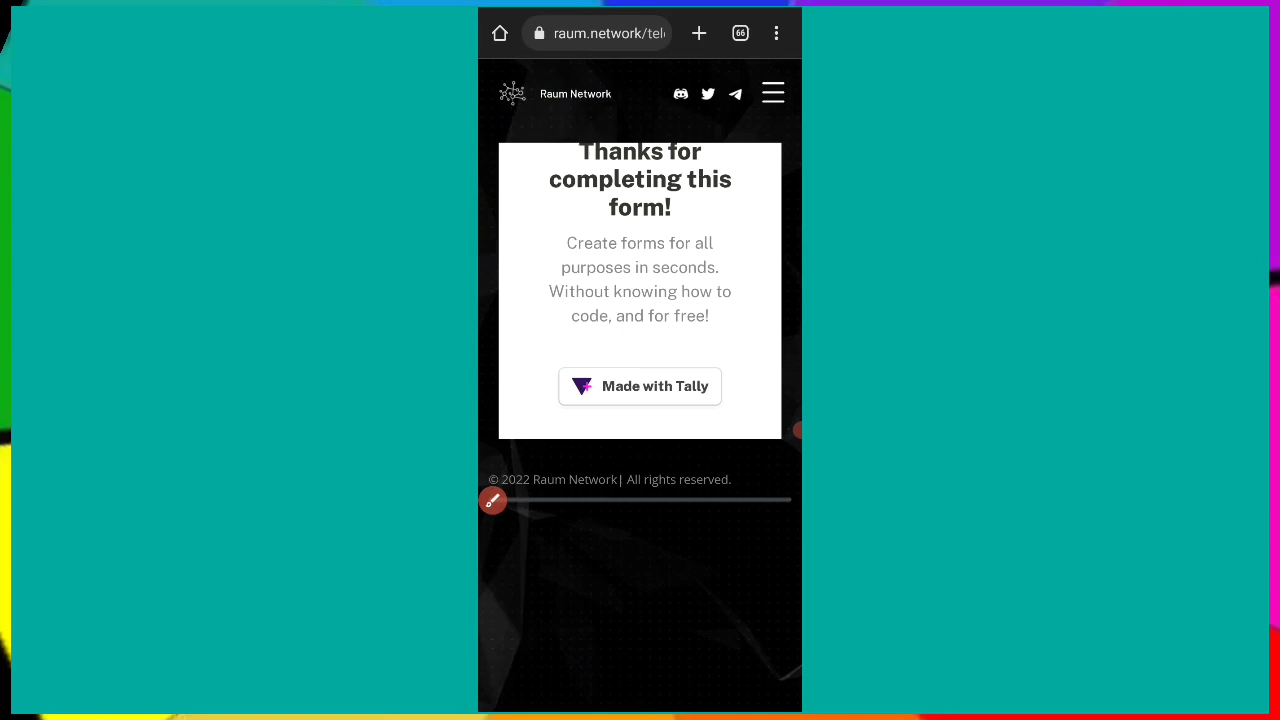 raum.network/tel
66
Raum Network
Thanks for
completing this
form!
Create forms for all
purposes in seconds.
Without knowing how to
code, and for free!
Made with Tally
© 2022 Raum Network| All rights reserved.